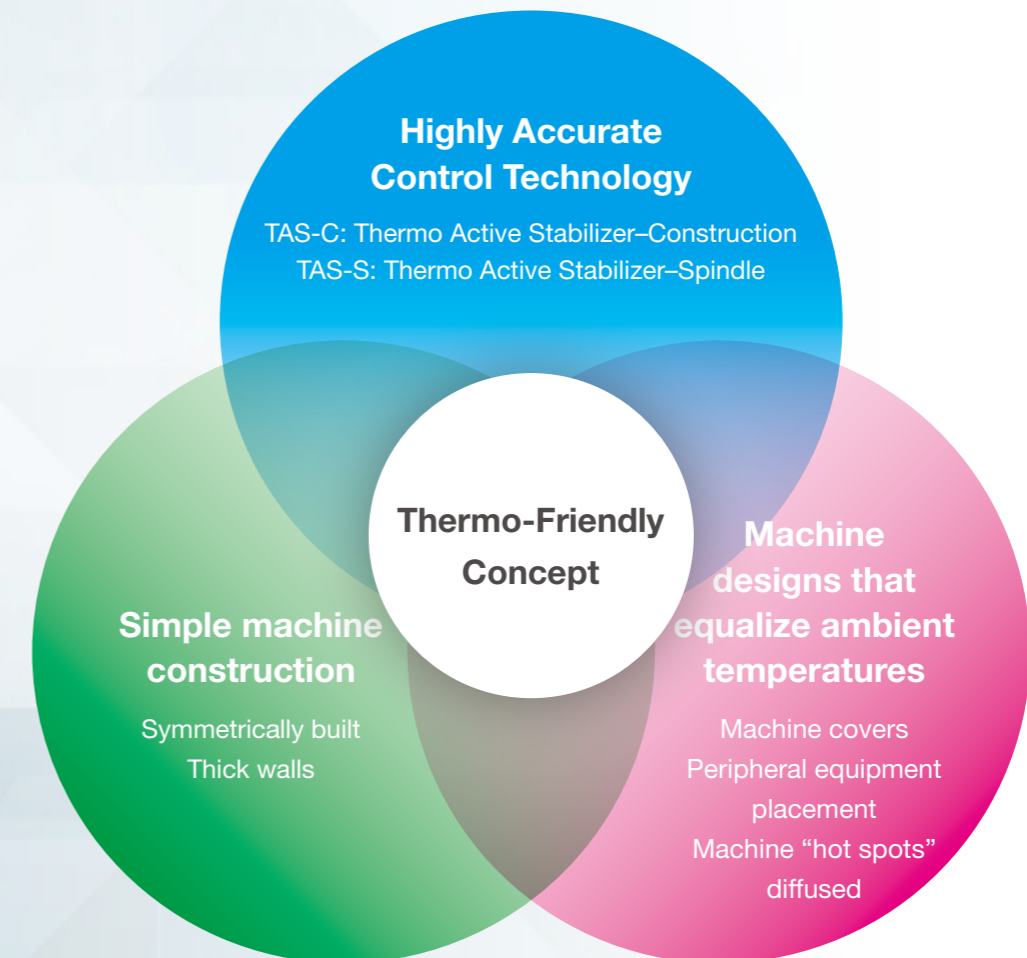 Highly Accurate
Control Technology
TAS-C: Thermo Active Stabilizer–Construction
TAS-S: Thermo Active Stabilizer–Spindle
Thermo-Friendly
Concept
Simple machine
construction
Symmetrically built
Thick walls
Machine
designs that
equalize ambient
temperatures
Machine covers
Peripheral equipment
placement
Machine “hot spots”
diffused